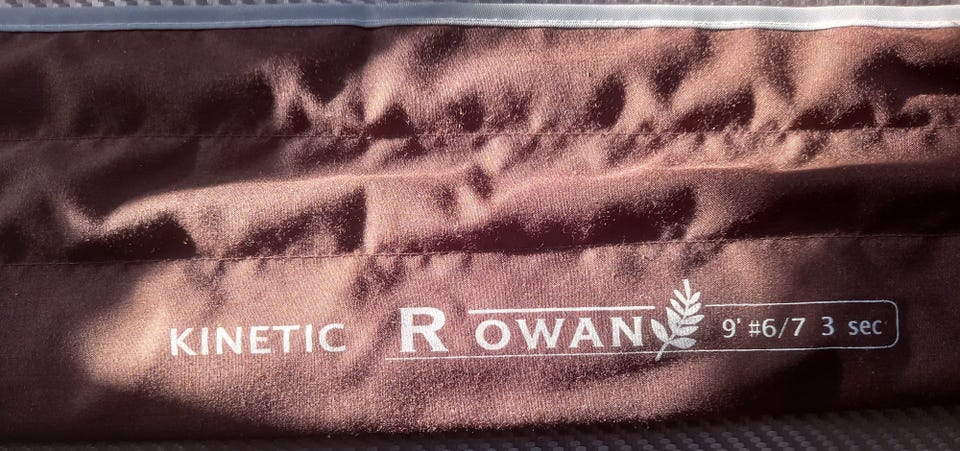 KINETIC ROWAN 9' #6/7 3 sec